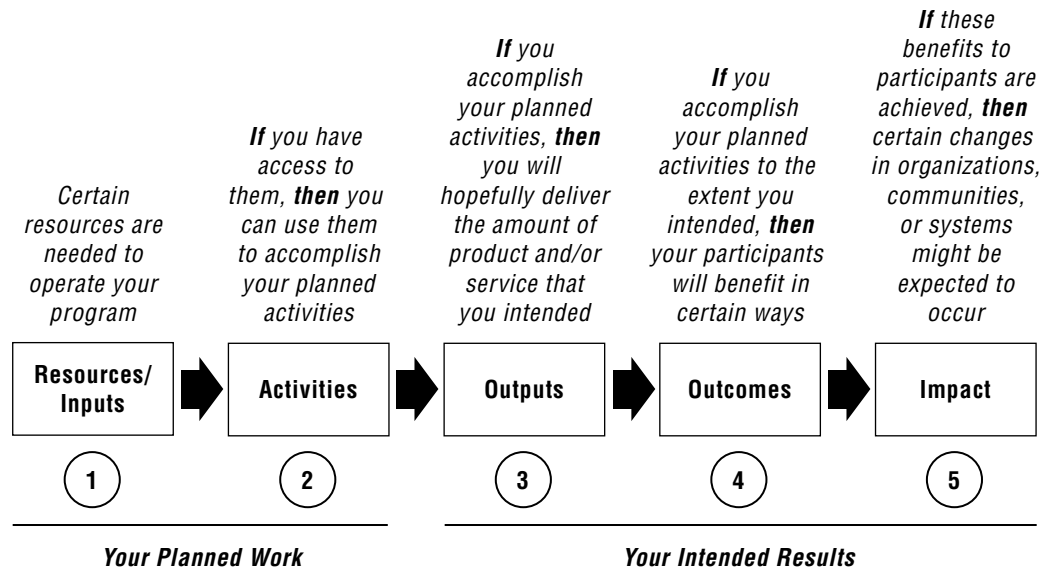 Certain
resources are
needed to
operate your
program
If you have
access to
them, then you
can use them
to accomplish
your planned
activities
If you
accomplish
your planned
activities, then
you will
hopefully deliver
the amount of
product and/or
service that
you intended
If you
accomplish
your planned
activities to the
extent you
intended, then
your participants
will benefit in
certain ways
If these
benefits to
participants are
achieved, then
certain changes
in organizations,
communities,
or systems
might be
expected to
occur
Resources/
Inputs
Activities
Outputs
Outcomes
Impact
1
2
3
4
5
Your Planned Work
Your Intended Results